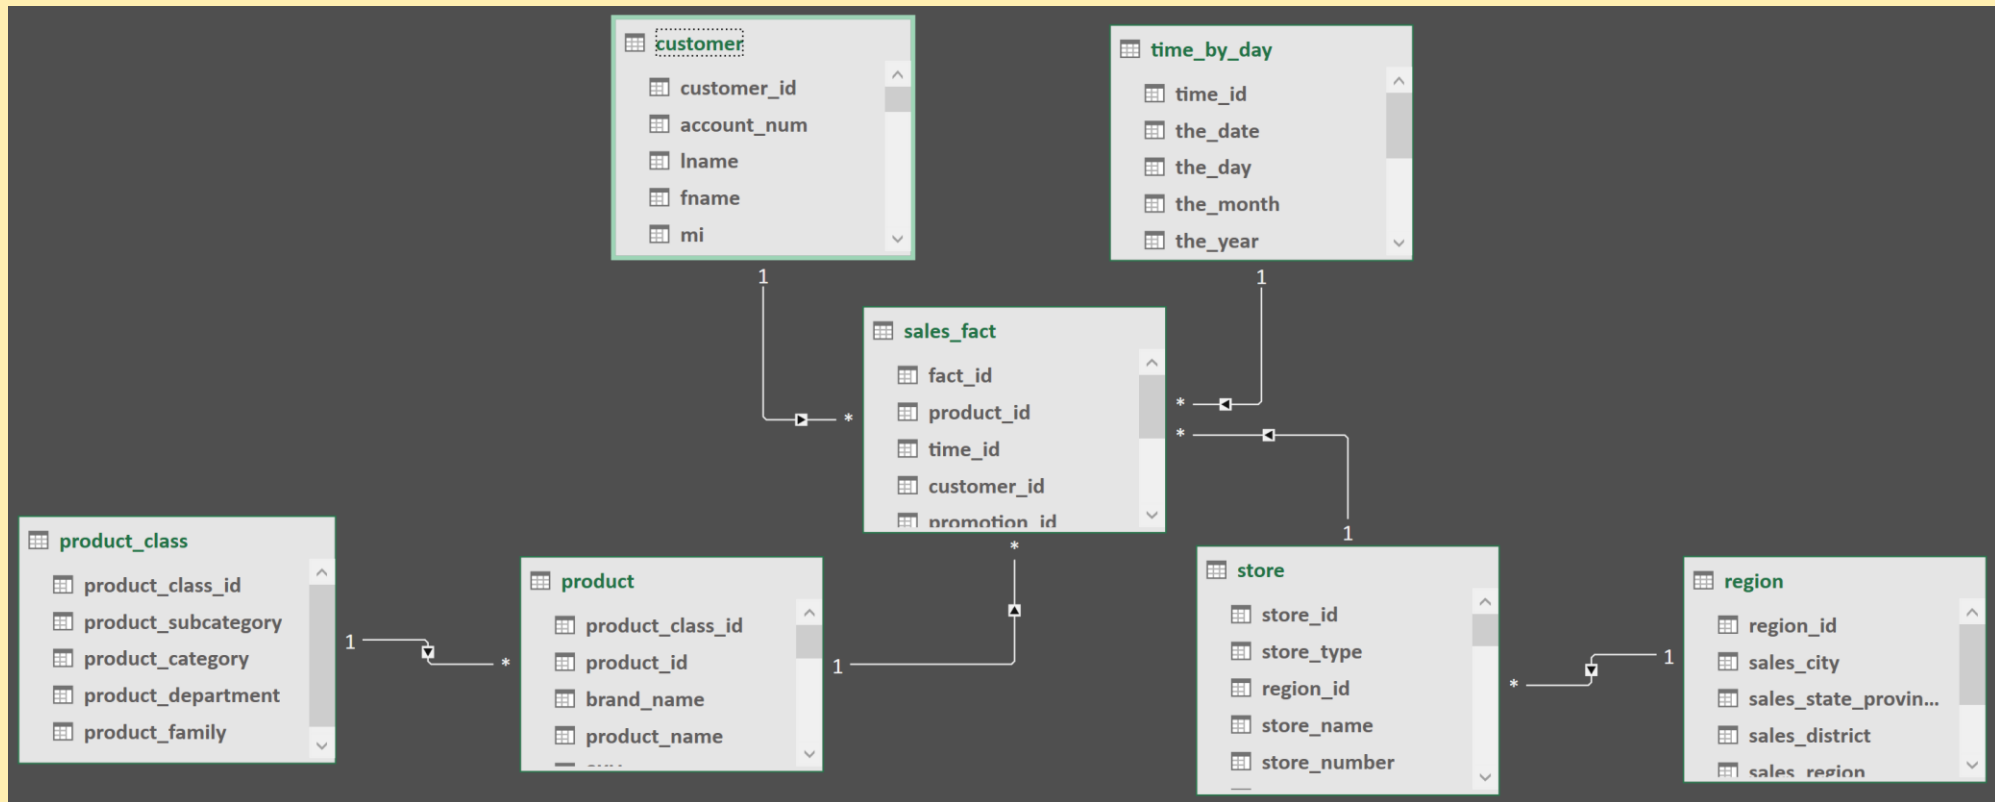 customer
customer_id
account_num
lname
fname
mi
time_by_day
time_id
the_date
the_day
the_month
the_year
1
1
sales_fact
fact_id
product_id
time_id
customer_id
promotion_id
*
*
*
*
product_class
product_class_id
product_subcategory
product_category
product_department
product_family
1
*
product
product_class_id
product_id
brand_name
product_name
1
1
store
store_id
store_type
region_id
store_name
store_number
*
1
region
region_id
sales_city
sales_state_provin...
sales_district
sales_region